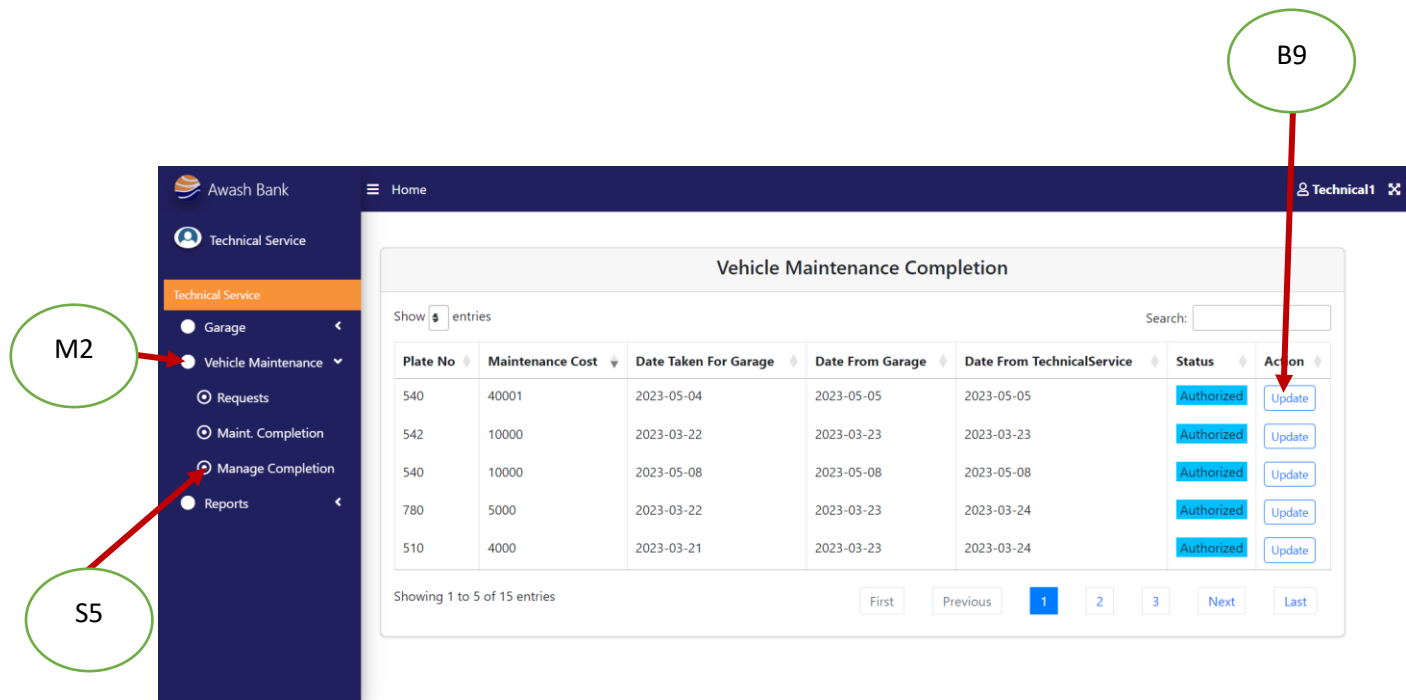 B9
Awash Bank
Home
Technical1
Technical Service
Vehicle Maintenance Completion
Technical Service
Show 5 entries
Search:
Garage
M2
Vehicle Maintenance
Plate No Maintenance Cost Date Taken For Garage Date From Garage Date From TechnicalService Status Action
Requests
540 40001 2023-05-04 2023-05-05 2023-05-05 Authorized Update
Maint. Completion
542 10000 2023-03-22 2023-03-23 2023-03-23 Authorized Update
Manage Completion
540 10000 2023-05-08 2023-05-08 2023-05-08 Authorized Update
Reports
780 5000 2023-03-22 2023-03-23 2023-03-24 Authorized Update
510 4000 2023-03-21 2023-03-23 2023-03-24 Authorized Update
Showing 1 to 5 of 15 entries
First Previous 1 2 3 Next Last
S5